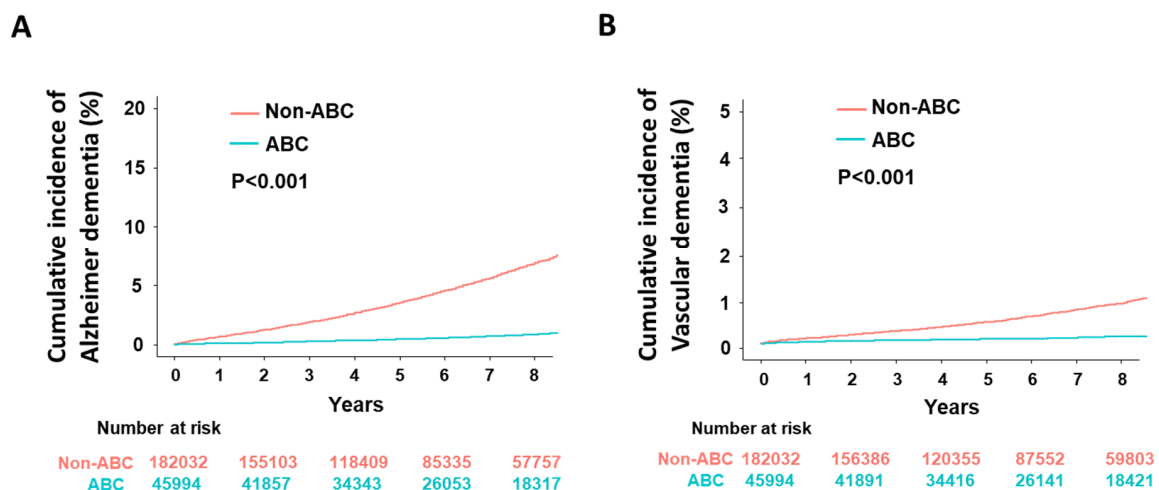 A
Cumulative incidence of
Alzheimer dementia (%)
20
15
10
5
0
Non-ABC
ABC
P<0.001
0 1 2 3 4 5 6 7 8
Years
Number at risk
Non-ABC 182032 155103 118409 85335 57757
ABC 45994 41857 34343 26053 18317
B
Cumulative incidence of
Vascular dementia (%)
5
4
3
2
1
0
Non-ABC
ABC
P<0.001
0 1 2 3 4 5 6 7 8
Years
Number at risk
Non-ABC 182032 156386 120355 87552 59803
ABC 45994 41891 34416 26141 18421